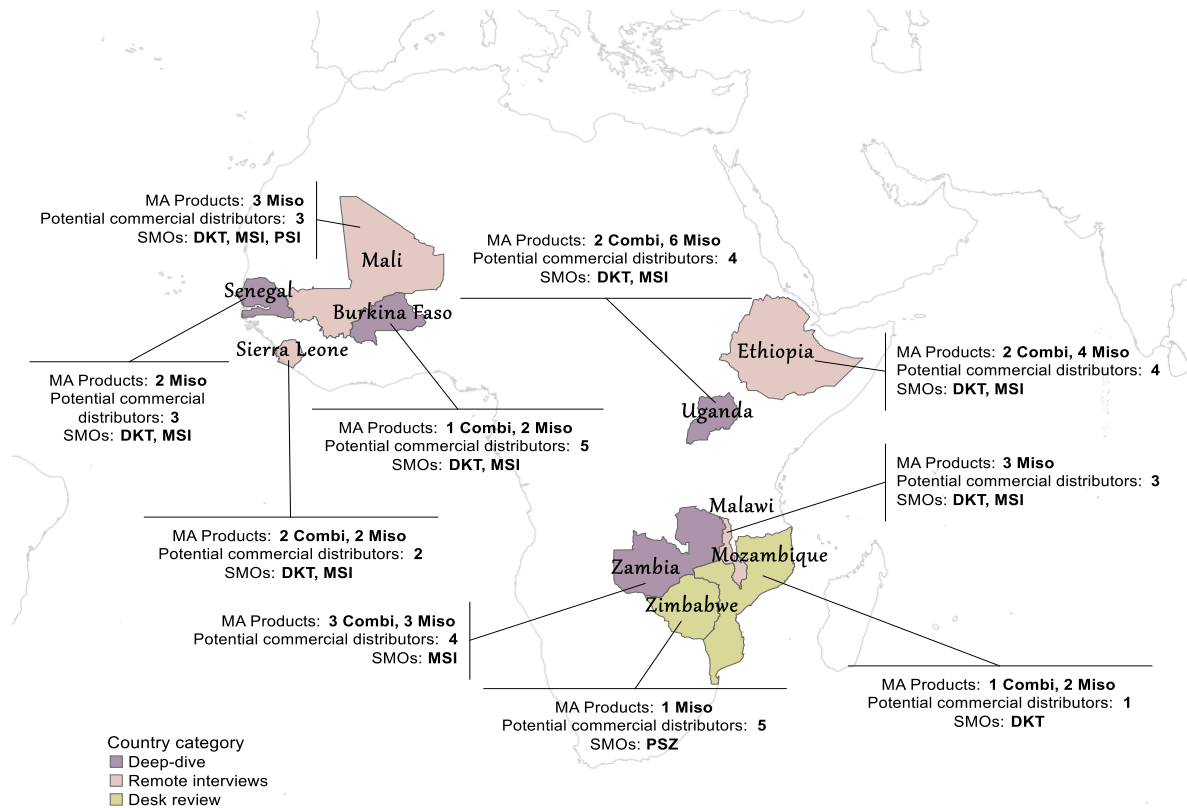 MA Products: 3 Miso
Potential commercial distributors: 3
SMOs: DKT, MSI, PSI
Mali
MA Products: 2 Combi, 6 Miso
Potential commercial distributors: 4
SMOs: DKT, MSI
Senegal
Burkina Faso
Sierra Leone
Ethiopia
MA Products: 2 Combi, 4 Miso
Potential commercial distributors: 4
SMOs: DKT, MSI
MA Products: 2 Miso
Potential commercial
distributors: 3
SMOs: DKT, MSI
Uganda
MA Products: 1 Combi, 2 Miso
Potential commercial distributors: 5
SMOs: DKT, MSI
MA Products: 3 Miso
Potential commercial distributors: 3
SMOs: DKT, MSI
Malawi
MA Products: 2 Combi, 2 Miso
Potential commercial distributors: 2
SMOs: DKT, MSI
Mozambique
Zambia
Zimbabwe
MA Products: 3 Combi, 3 Miso
Potential commercial distributors: 4
SMOs: MSI
MA Products: 1 Combi, 2 Miso
Potential commercial distributors: 1
SMOs: DKT
MA Products: 1 Miso
Potential commercial distributors: 5
SMOs: PSZ
Country category
Deep-dive
Remote interviews
Desk review